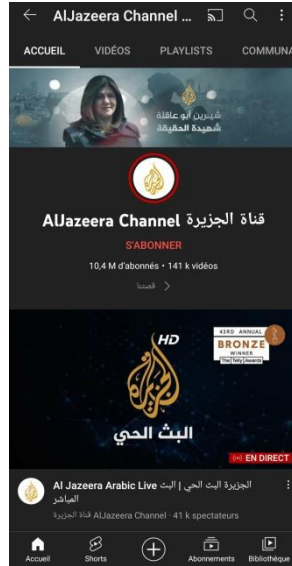 AlJazeera Channel ...
ACCUEIL VIDÉOS PLAYLISTS COMMUNA
شيرين أبو عاقلة
شهيدة الحقيقة
قناة الجزيرة AlJazeera Channel
S'ABONNER
10,4 M d'abonnés • 141 k vidéos
قصتنا
HD
43RD ANNUAL
BRONZE
WINNER
The Telly Awards
البث الحي
EN DIRECT
الجزيرة البث الحي | البث Al Jazeera Arabic Live
المباشر
قناة الجزيرة AlJazeera Channel · 41 k spectateurs
Accueil Shorts Abonnements Bibliothèque